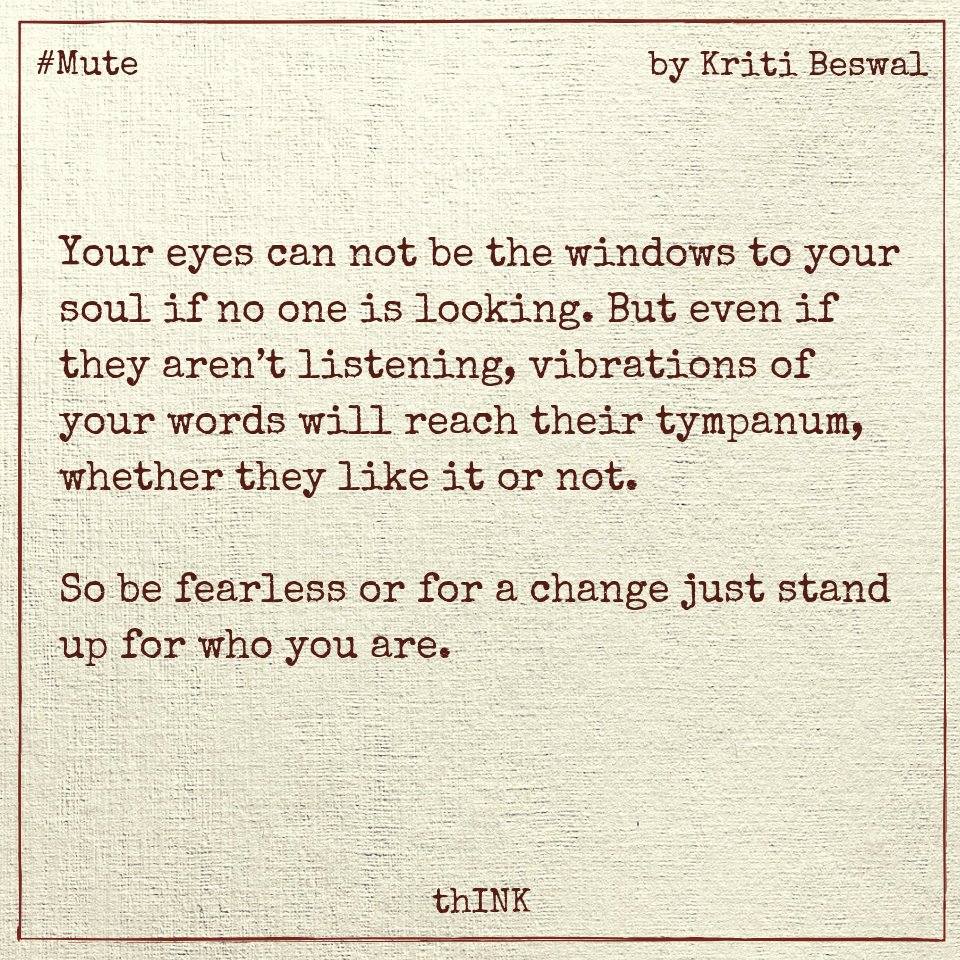 #Mute
by Kriti Beswal
Your eyes can not be the windows to your
soul if no one is looking. But even if
they aren’t listening, vibrations of
your words will reach their tympanum,
whether they like it or not.
So be fearless or for a change just stand
up for who you are.
thINK